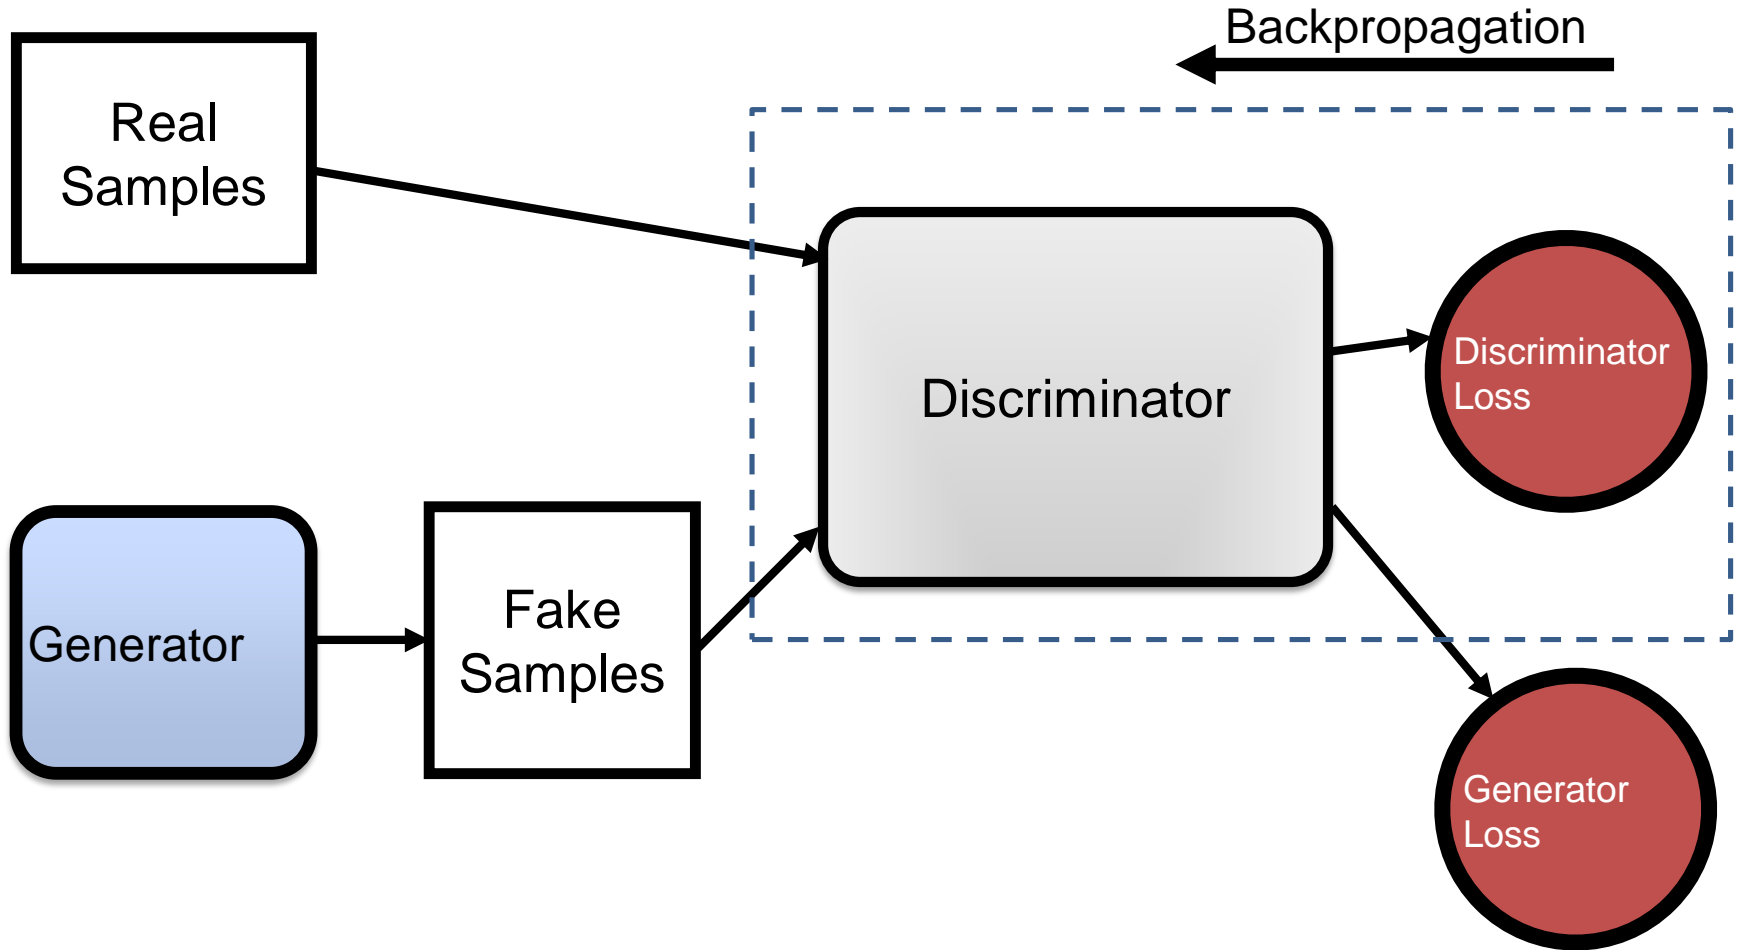 Backpropagation
Real
Samples
Discriminator
Loss
Discriminator
Generator
Fake
Samples
Generator
Loss